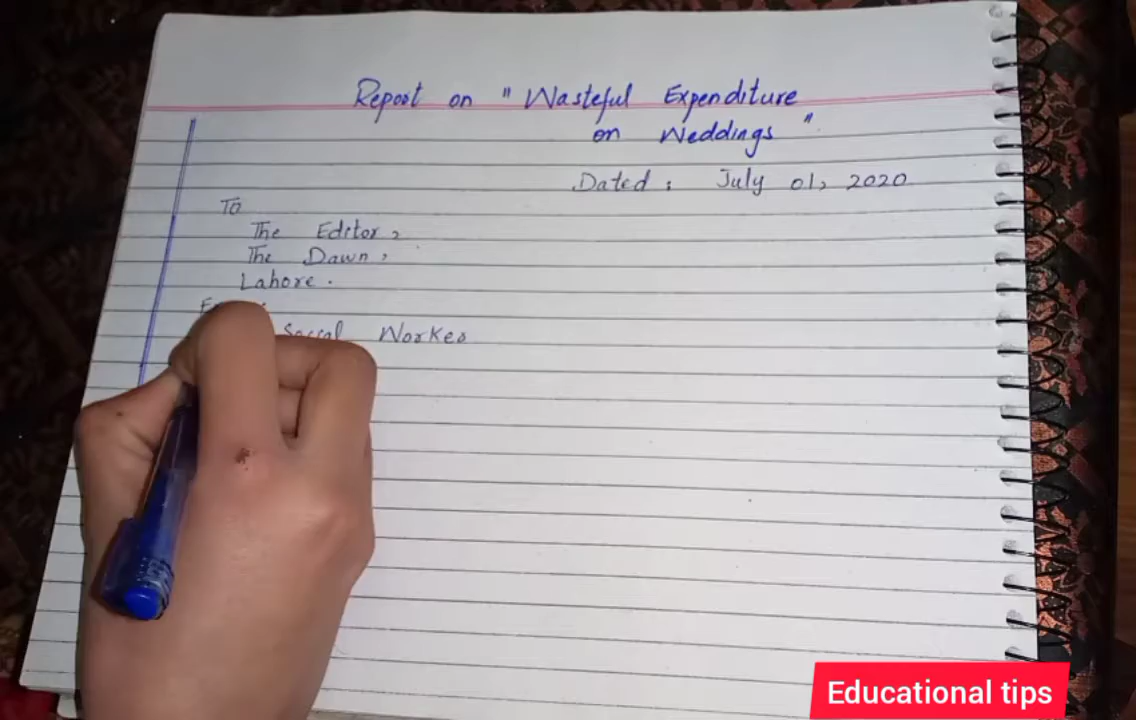 Report on " Wasteful Expenditure
on Weddings "
Dated : July 01, 2020
To
The Editor,
The Dawn,
Lahore.
Social Worker
Educational tips